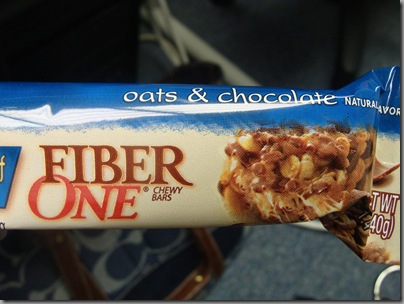 oats & chocolate NATURAL
FIBER
ONE®
CHEWY
BARS
T WT
40g)